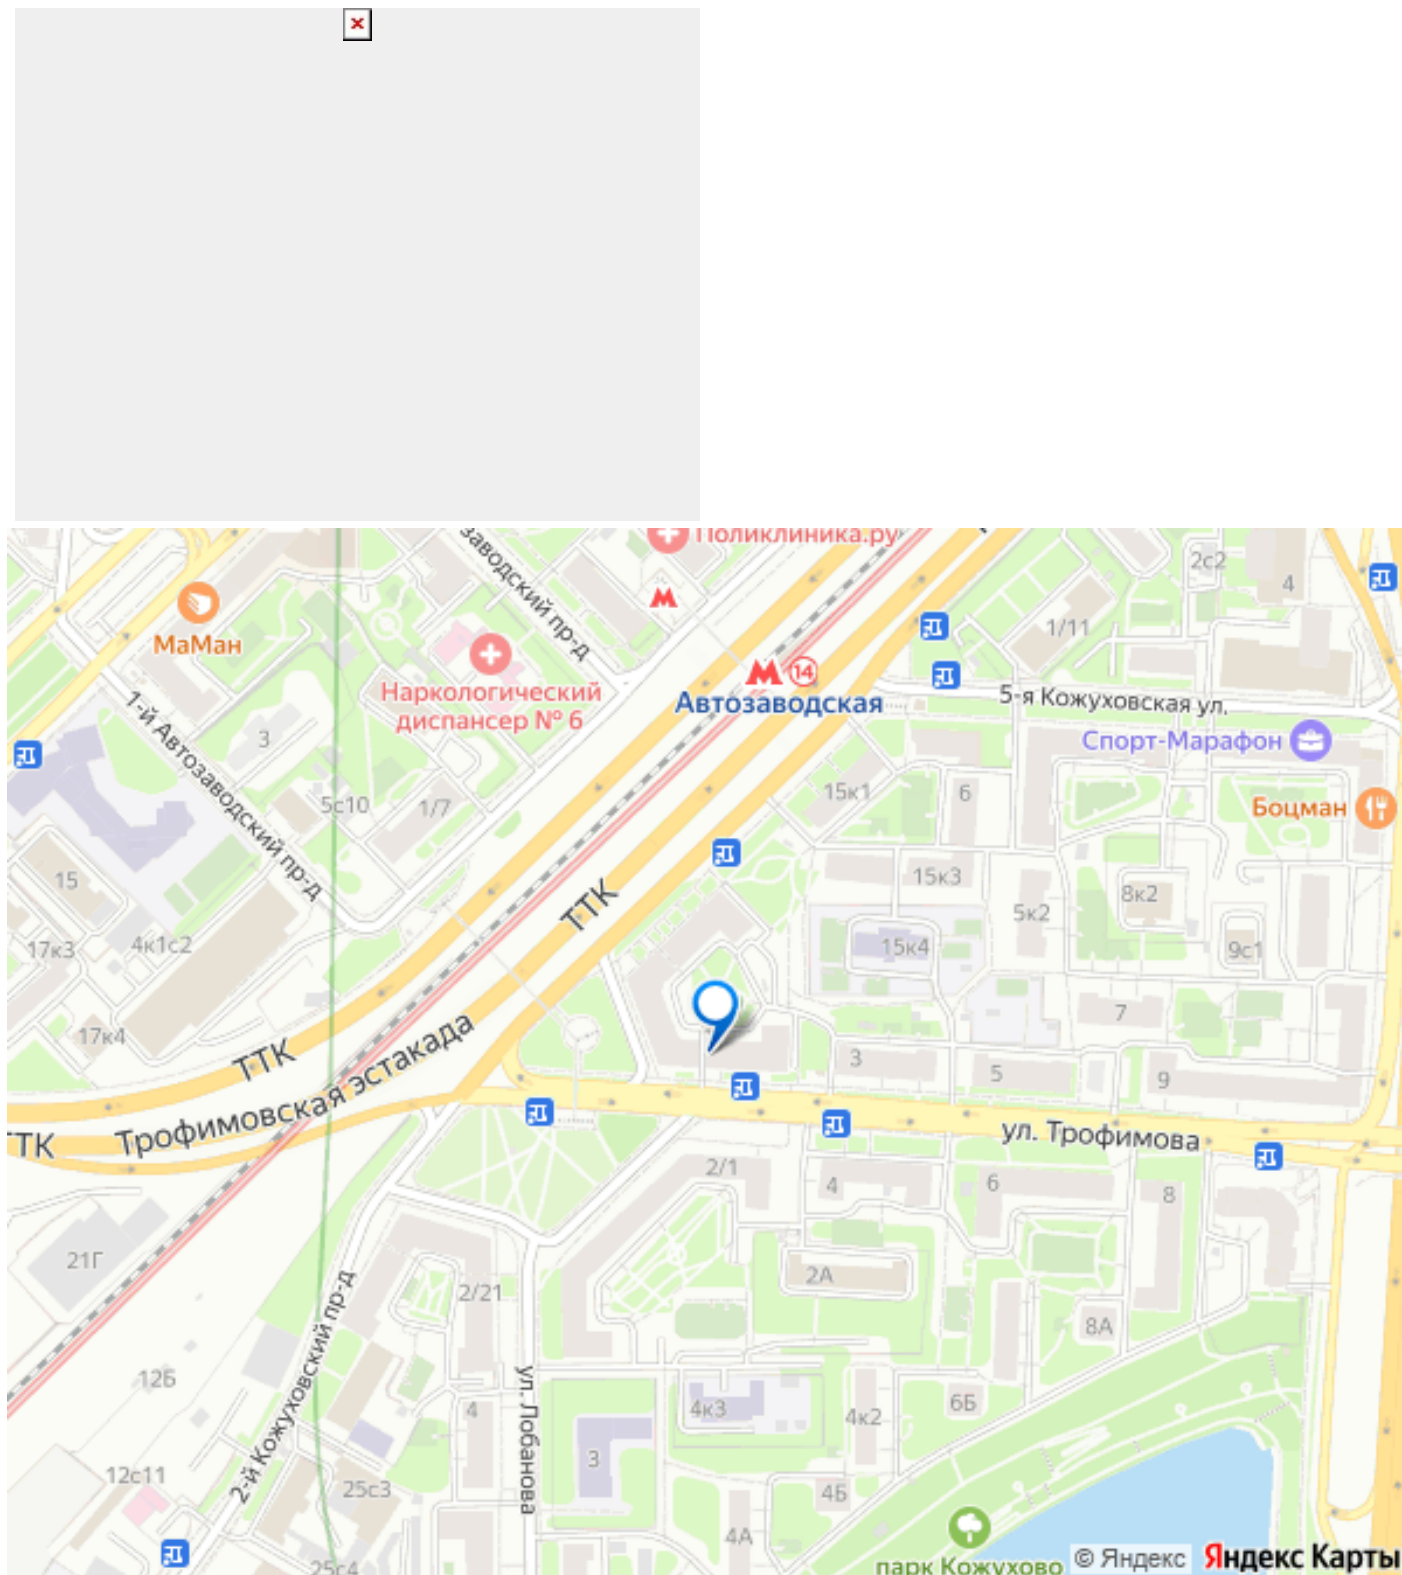 Поликлиника.ру
заводский пр-д
2с2
4
МаМан
1/11
14
Автозаводская
Наркологический
диспансер № 6
5-я Кожуховская ул.
1-й Автозаводский пр-д
3
Спорт-Марафон
5с10
1/7
15к1
6
Боцман
15
15к3
8к2
ТТК
5к2
17к3
4к1с2
15к4
9с1
7
17к4
ТТК
3
5
9
Трофимовская эстакада
ТТК
ул. Трофимова
2/1
4
6
8
21Г
2А
2/21
8А
2-й Кожуховский пр-д
12Б
ул. Лобанова
4
4к3
4к2
6Б
3
12с11
25с3
4Б
4А
25с4
парк Кожухово
© Яндекс
Яндекс Карты